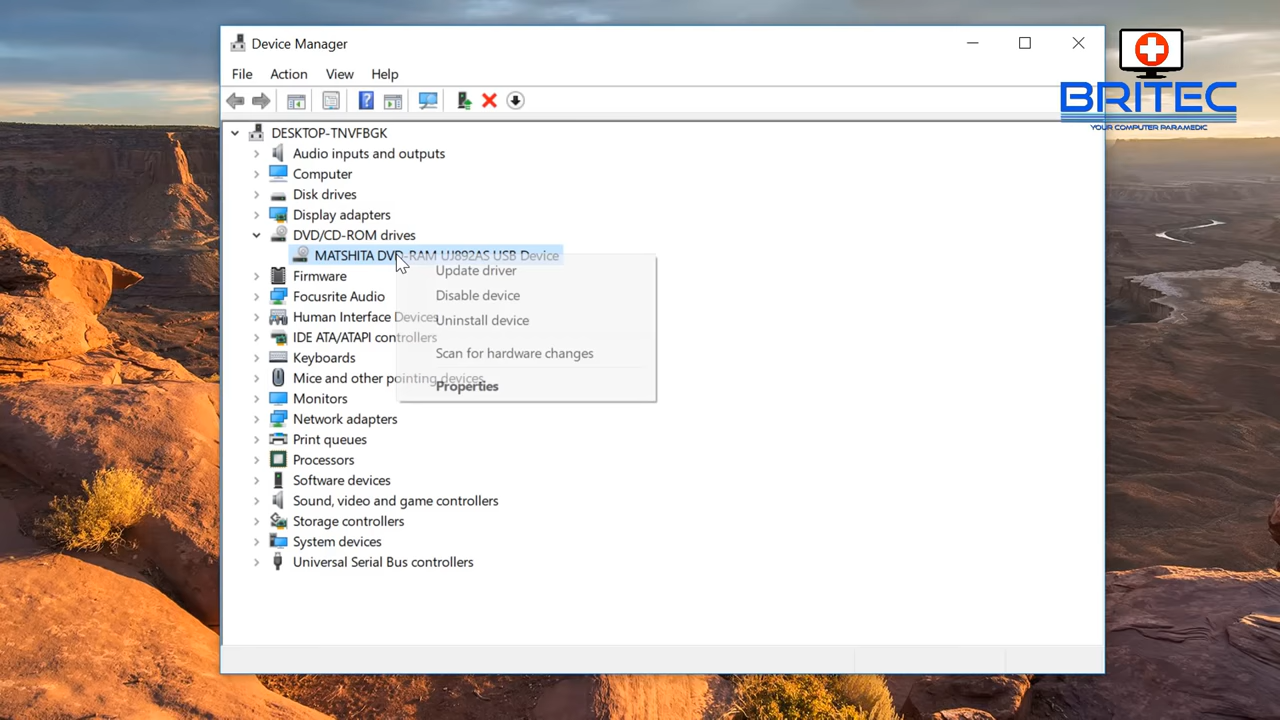 Device Manager
BRITEC
YOUR COMPUTER PARAMEDIC
File Action View Help
DESKTOP-TNVFBGK
Audio inputs and outputs
Computer
Disk drives
Display adapters
DVD/CD-ROM drives
MATSHITA DVD-RAM UJ892AS USB Device
Update driver
Disable device
Uninstall device
Scan for hardware changes
Properties
Firmware
Focusrite Audio
Human Interface Devices
IDE ATA/ATAPI controllers
Keyboards
Mice and other pointing devices
Monitors
Network adapters
Print queues
Processors
Software devices
Sound, video and game controllers
Storage controllers
System devices
Universal Serial Bus controllers